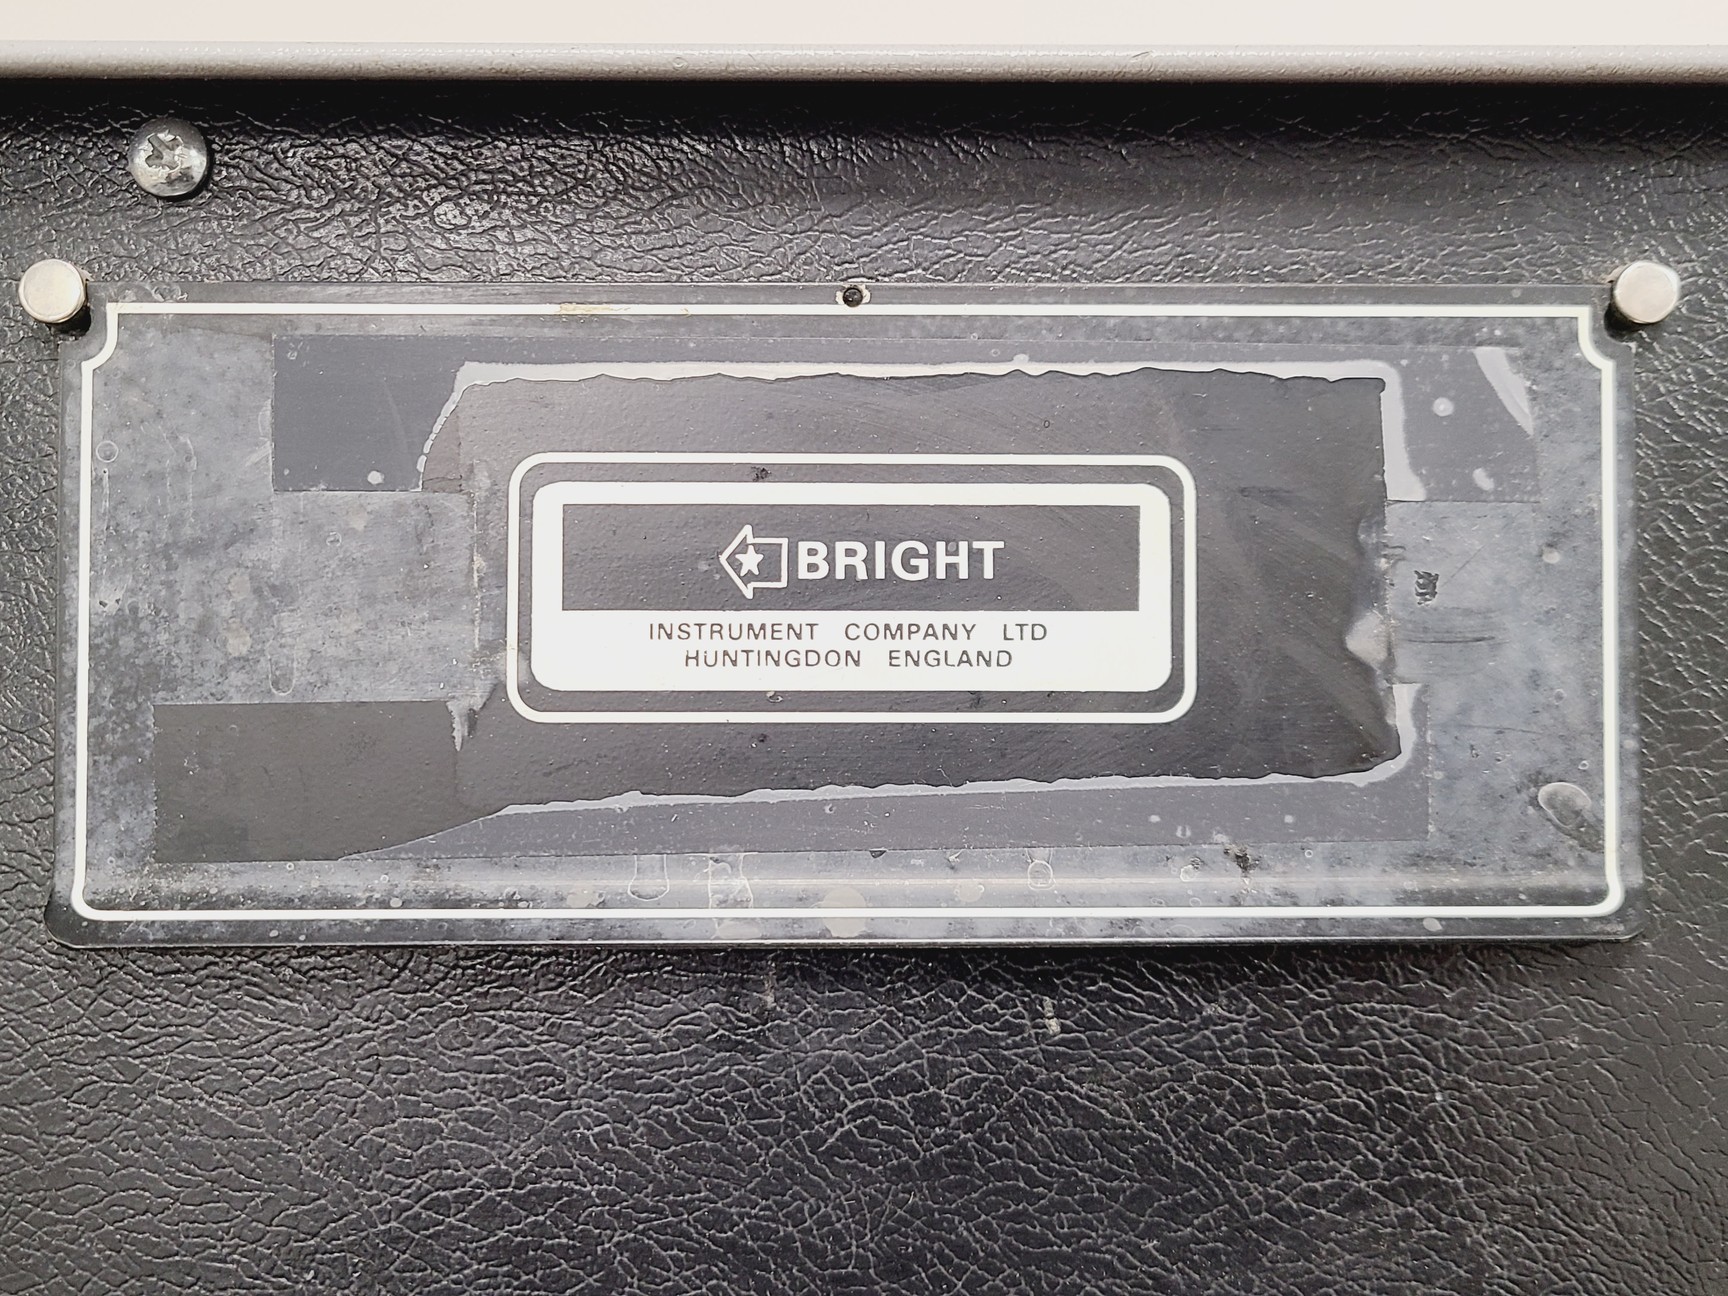 BRIGHT
INSTRUMENT COMPANY LTD
HUNTINGDON ENGLAND